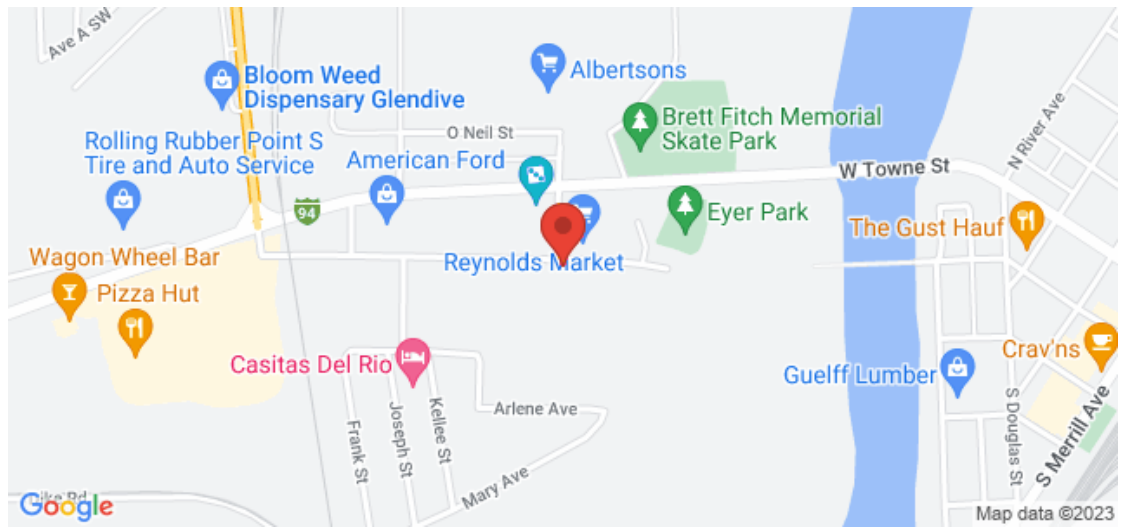 Ave A SW
Bloom Weed
Dispensary Glendive
Albertsons
Brett Fitch Memorial
Skate Park
N River Ave
O Neil St
Rolling Rubber Point S
Tire and Auto Service
American Ford
W Towne St
94
Eyer Park
The Gust Hauf
Wagon Wheel Bar
Reynolds Market
Pizza Hut
Casitas Del Rio
Crav'ns
Guelff Lumber
Arlene Ave
Kellee St
Joseph St
Frank St
S Douglas St
S Merrill Ave
Mary Ave
Google
Map data ©2023